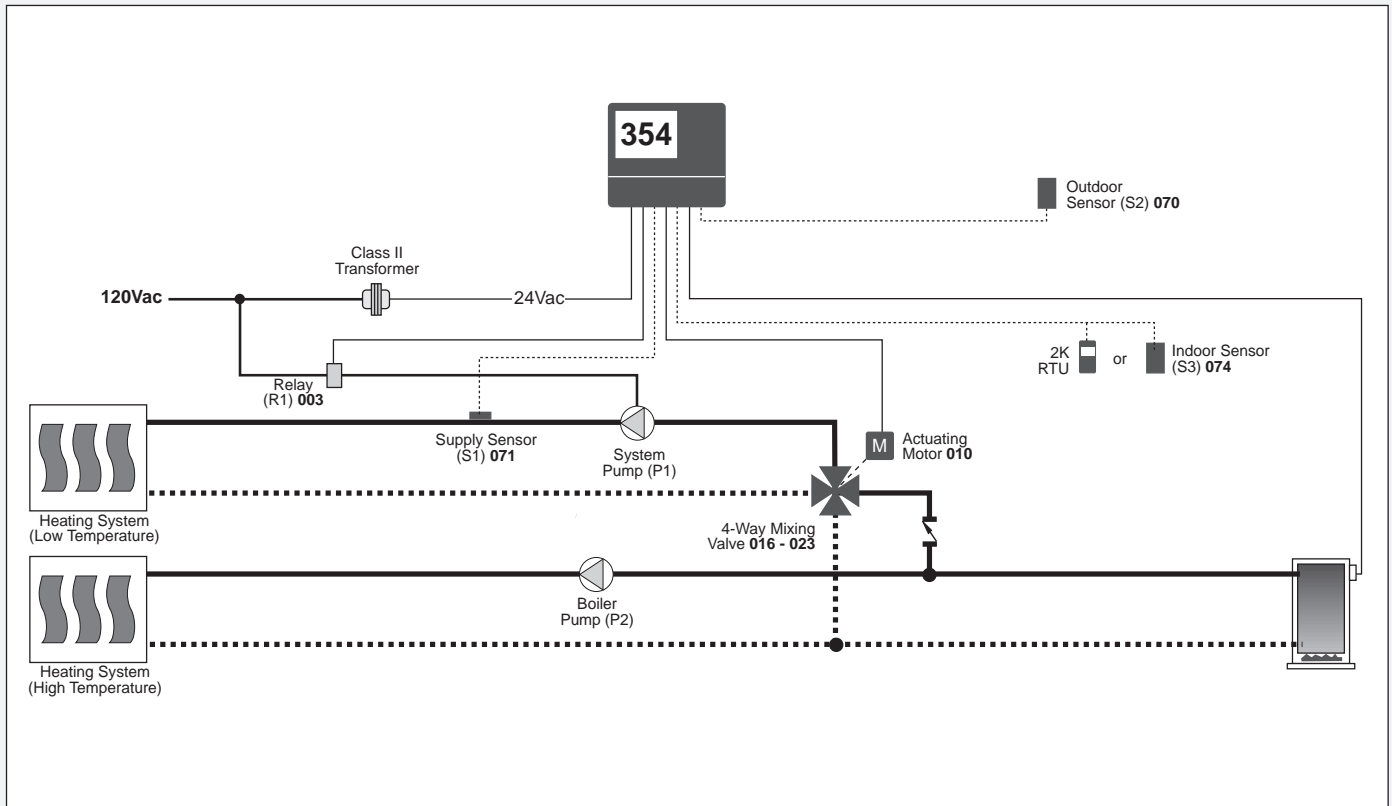 354
Outdoor
Sensor (S2) 070
Class II
Transformer
120Vac
24Vac
2K
RTU
or
Indoor Sensor
(S3) 074
Relay
(R1) 003
Supply Sensor
(S1) 071
System
Pump (P1)
M
Actuating
Motor 010
Heating System
(Low Temperature)
4-Way Mixing
Valve 016 - 023
Boiler
Pump (P2)
Heating System
(High Temperature)